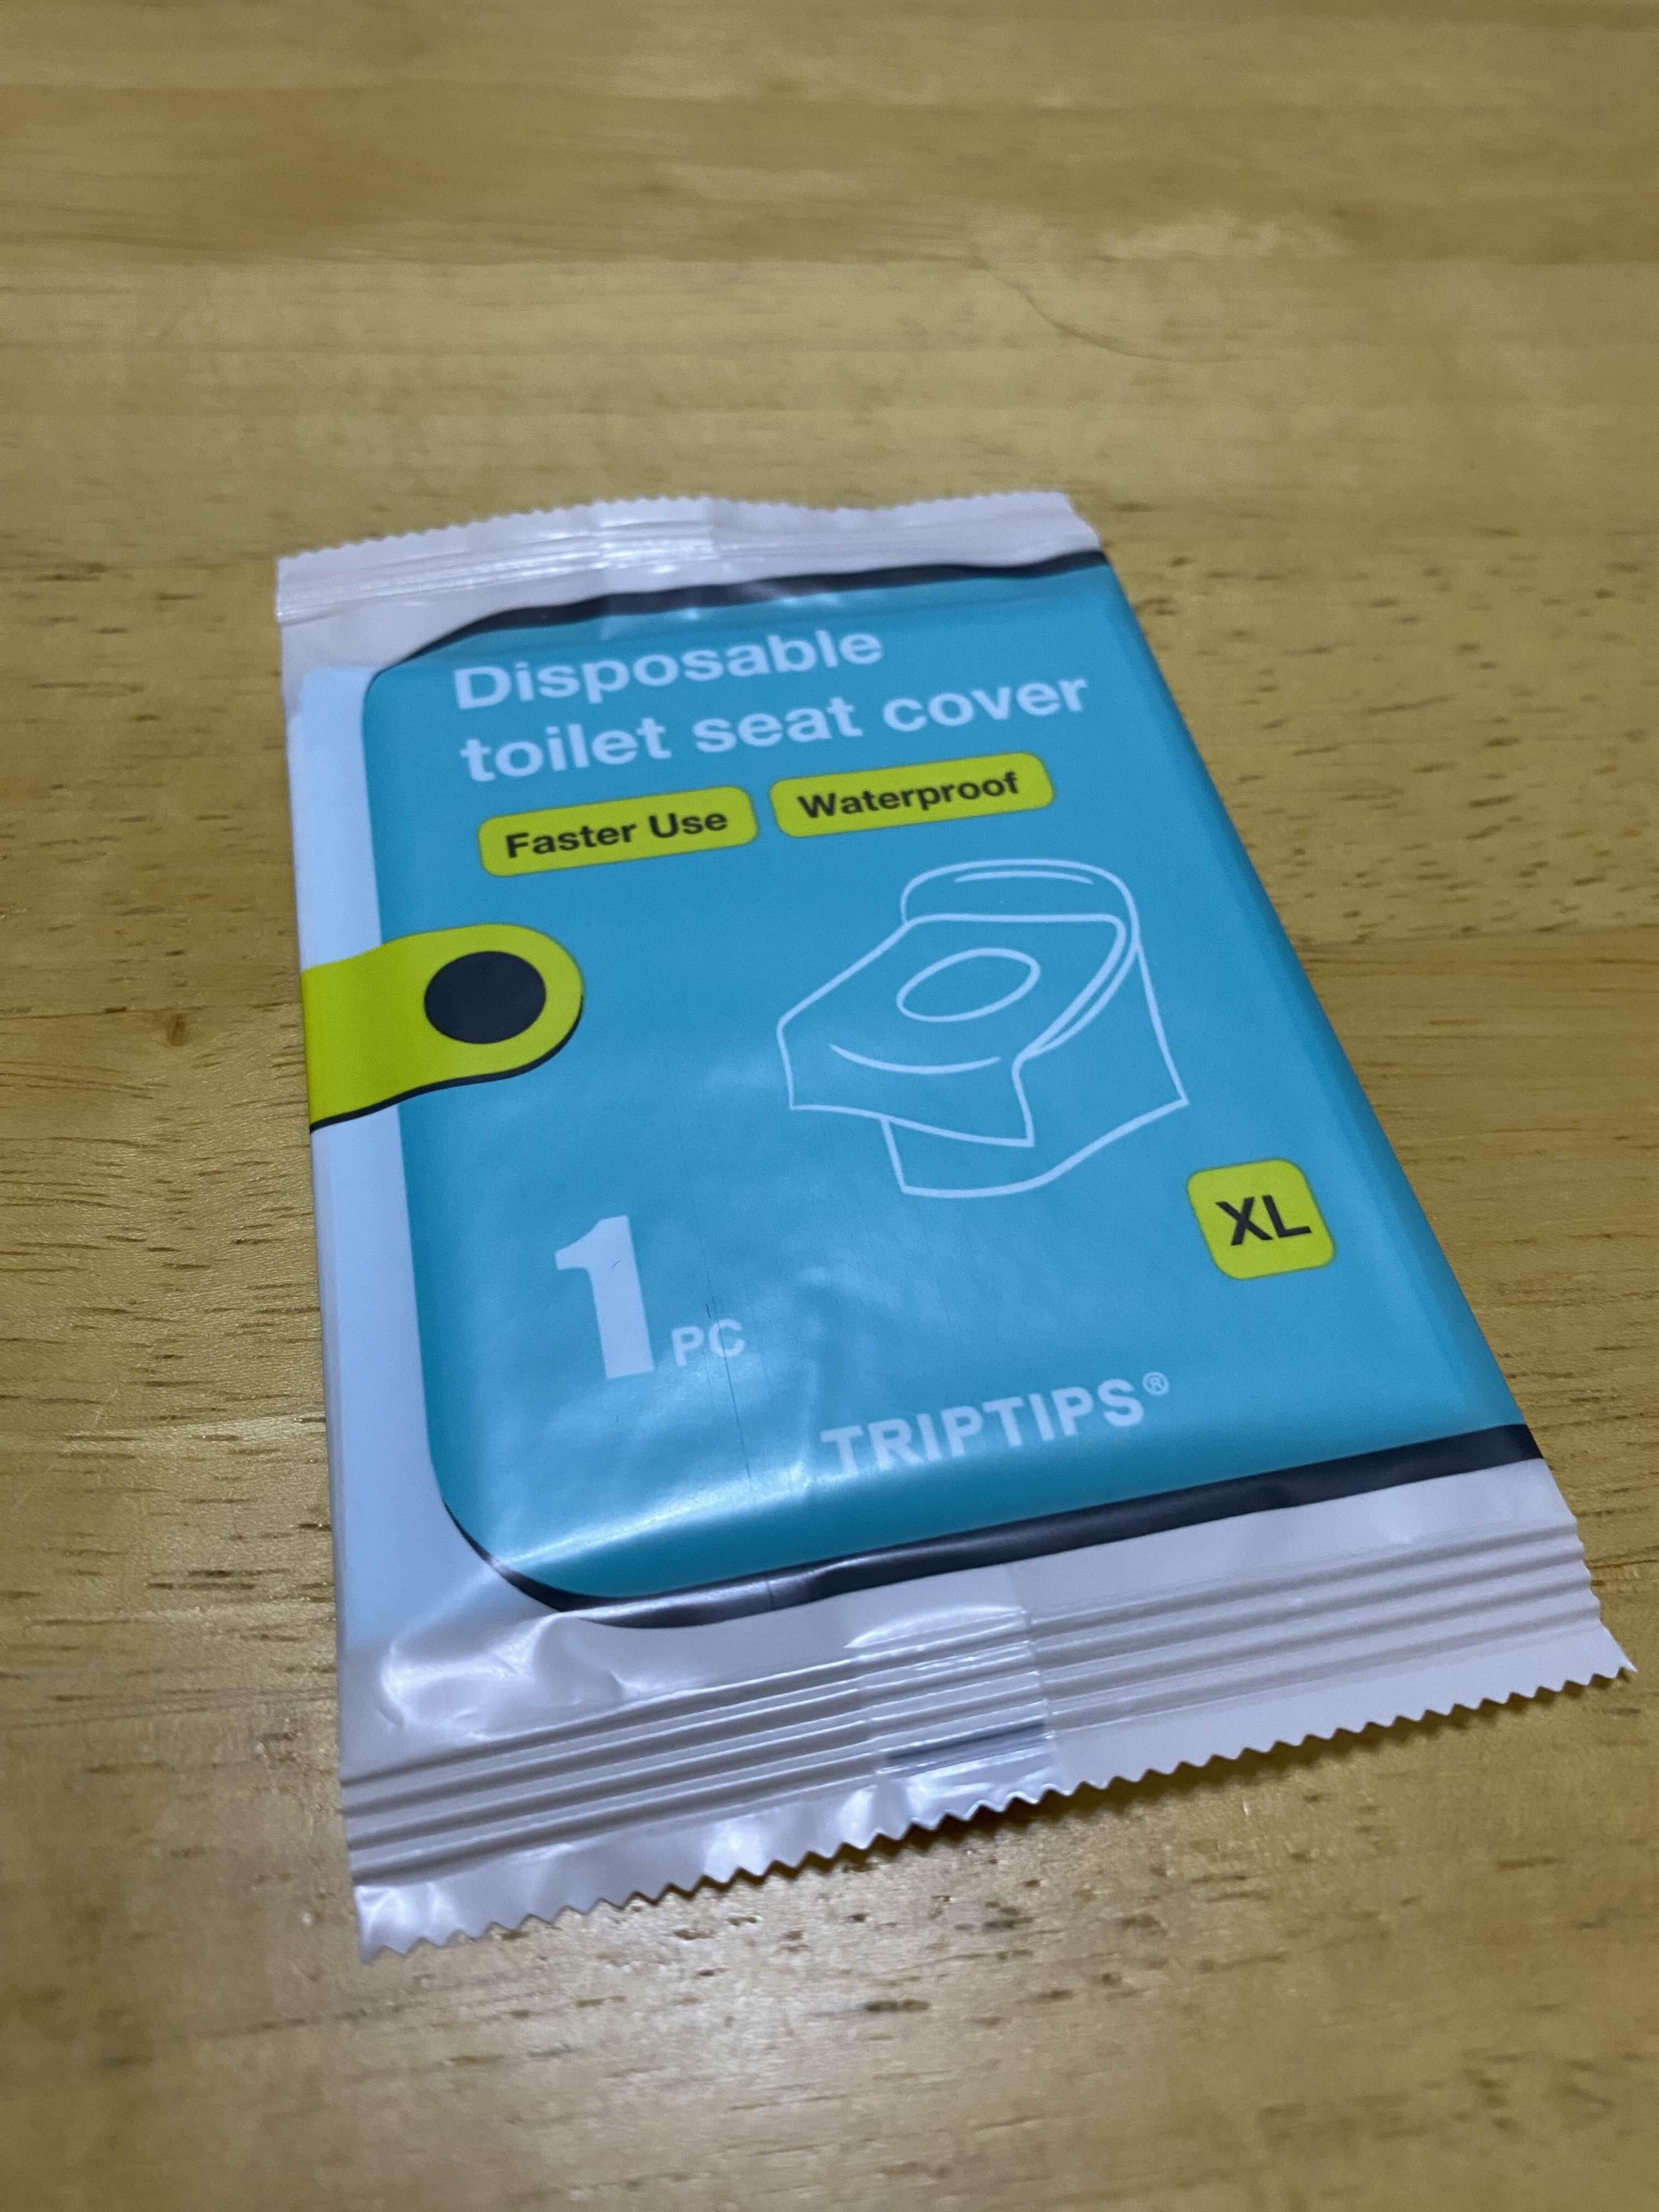 Disposable
toilet seat cover
Faster Use Waterproof
XL
1 PC
TRIPTIPS®